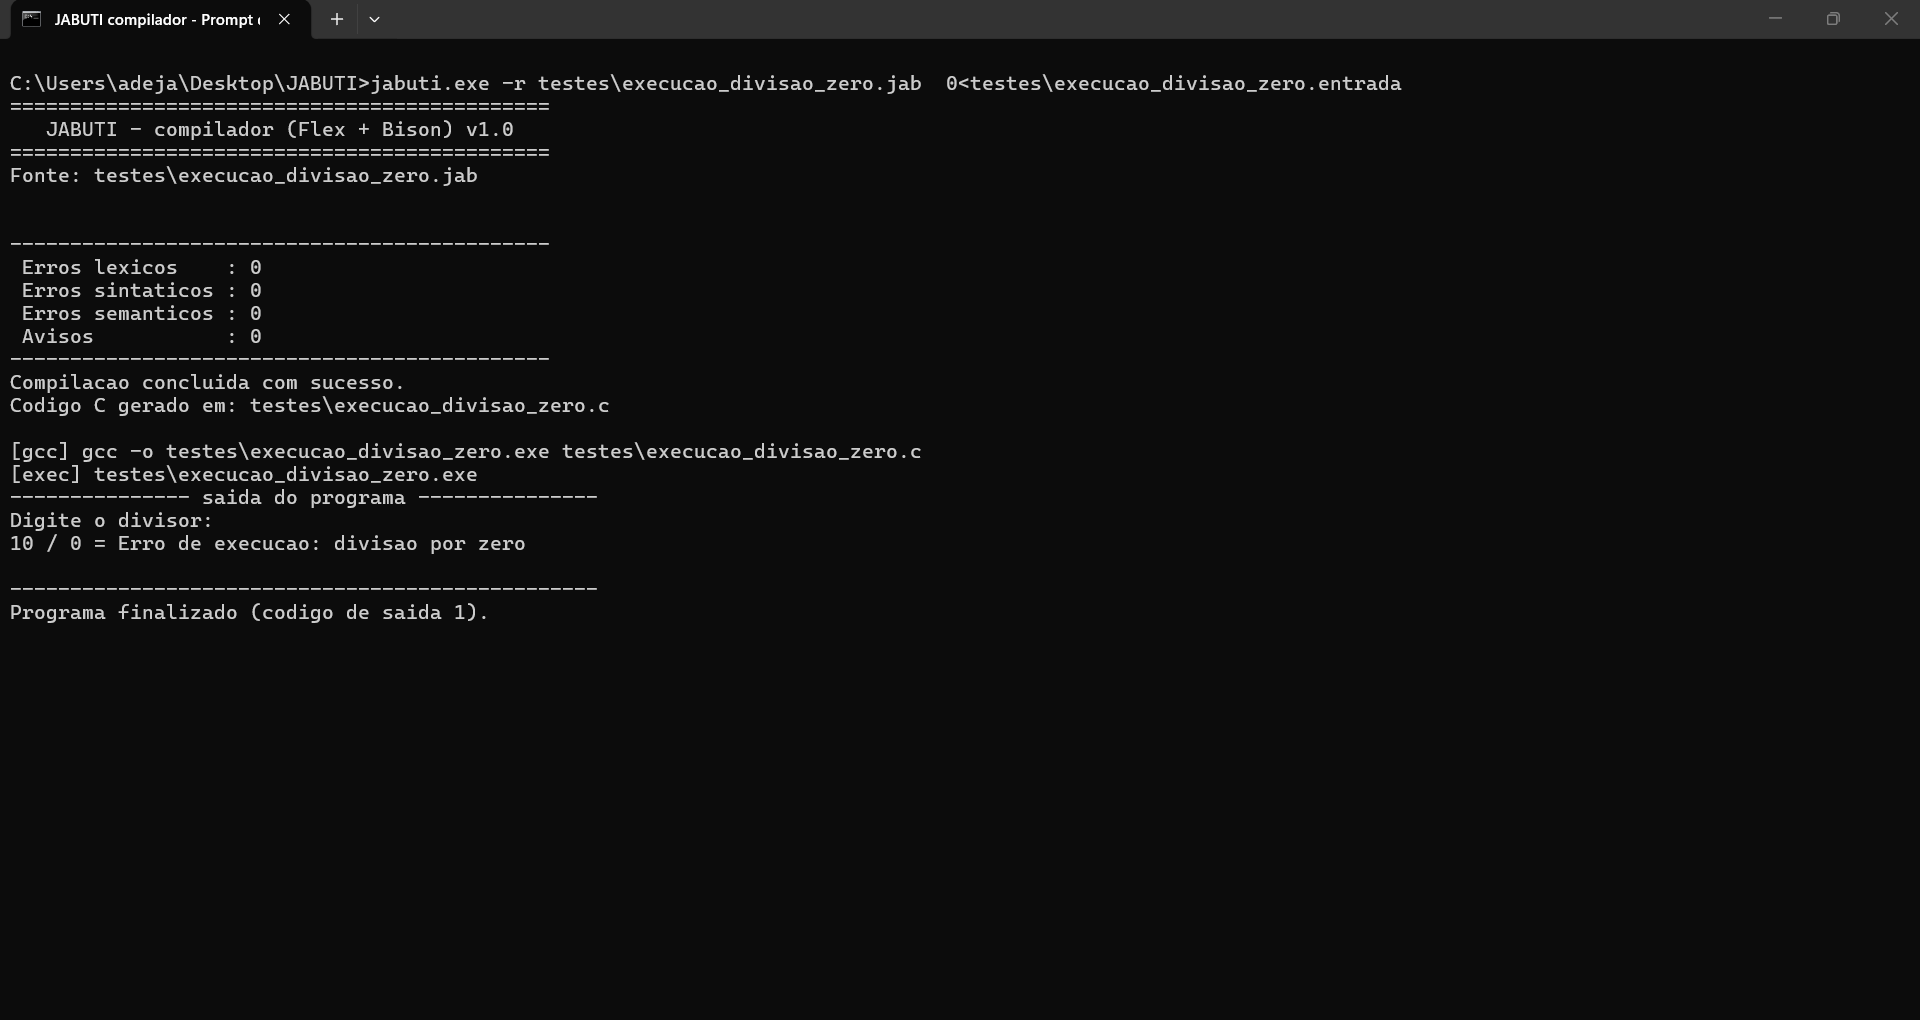 JABUTI compilador - Prompt
C:\Users\adeja\Desktop\JABUTI>jabuti.exe -r testes\execucao_divisao_zero.jab  0<testes\execucao_divisao_zero.entrada
=============================================
   JABUTI - compilador (Flex + Bison) v1.0
=============================================
Fonte: testes\execucao_divisao_zero.jab
---------------------------------------------
 Erros lexicos    : 0
 Erros sintaticos : 0
 Erros semanticos : 0
 Avisos           : 0
---------------------------------------------
Compilacao concluida com sucesso.
Codigo C gerado em: testes\execucao_divisao_zero.c
[gcc] gcc -o testes\execucao_divisao_zero.exe testes\execucao_divisao_zero.c
[exec] testes\execucao_divisao_zero.exe
--------------- saida do programa ---------------
Digite o divisor:
10 / 0 = Erro de execucao: divisao por zero
-------------------------------------------------
Programa finalizado (codigo de saida 1).